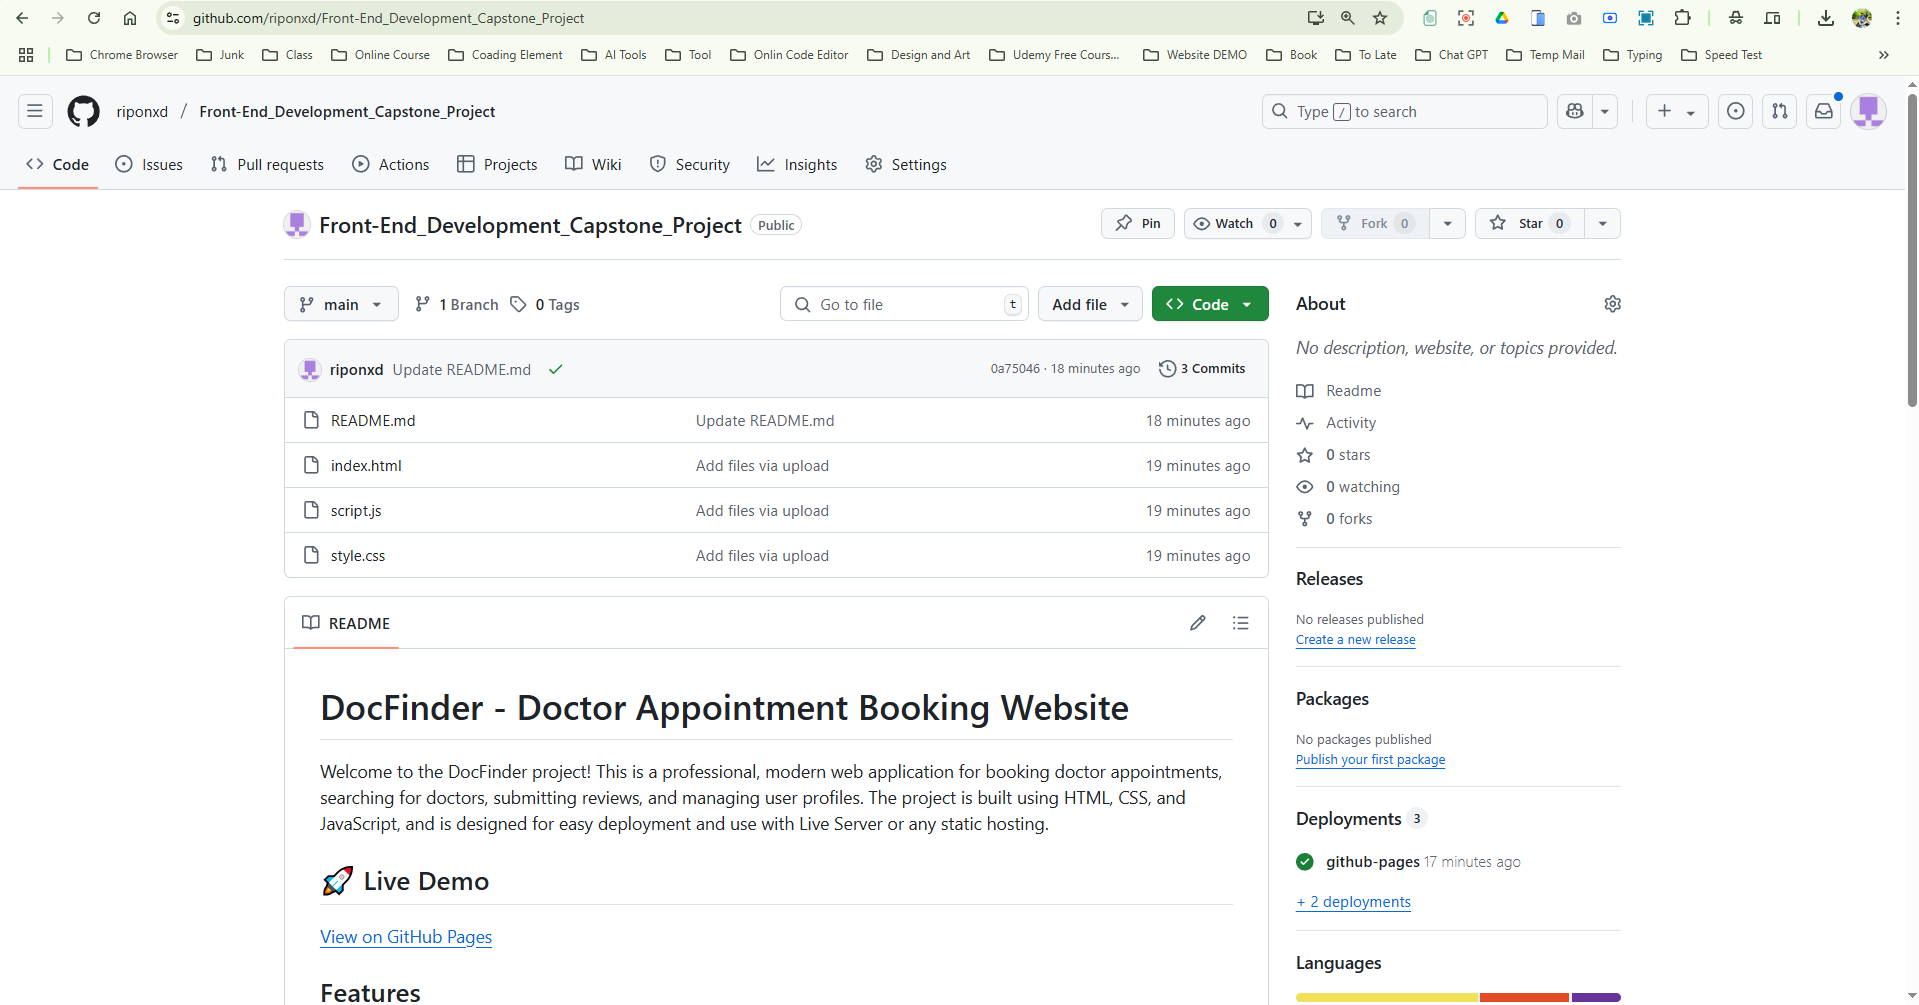 github.com/riponxd/Front-End_Development_Capstone_Project
Chrome Browser Junk Class Online Course Coading Element AI Tools Tool Onlin Code Editor Design and Art Udemy Free Cours... Website DEMO Book To Late Chat GPT Temp Mail Typing Speed Test »
riponxd / Front-End_Development_Capstone_Project Type / to search
Code Issues Pull requests Actions Projects Wiki Security Insights Settings
Front-End_Development_Capstone_Project Public Pin Watch 0 Fork 0 Star 0
main 1 Branch 0 Tags Go to file t Add file <> Code
riponxd Update README.md 0a75046 · 18 minutes ago 3 Commits
README.md Update README.md 18 minutes ago
index.html Add files via upload 19 minutes ago
script.js Add files via upload 19 minutes ago
style.css Add files via upload 19 minutes ago
README
DocFinder - Doctor Appointment Booking Website
Welcome to the DocFinder project! This is a professional, modern web application for booking doctor appointments,
searching for doctors, submitting reviews, and managing user profiles. The project is built using HTML, CSS, and
JavaScript, and is designed for easy deployment and use with Live Server or any static hosting.
🚀 Live Demo
View on GitHub Pages
Features
About
No description, website, or topics provided.
Readme
Activity
0 stars
0 watching
0 forks
Releases
No releases published
Create a new release
Packages
No packages published
Publish your first package
Deployments 3
github-pages 17 minutes ago
+ 2 deployments
Languages